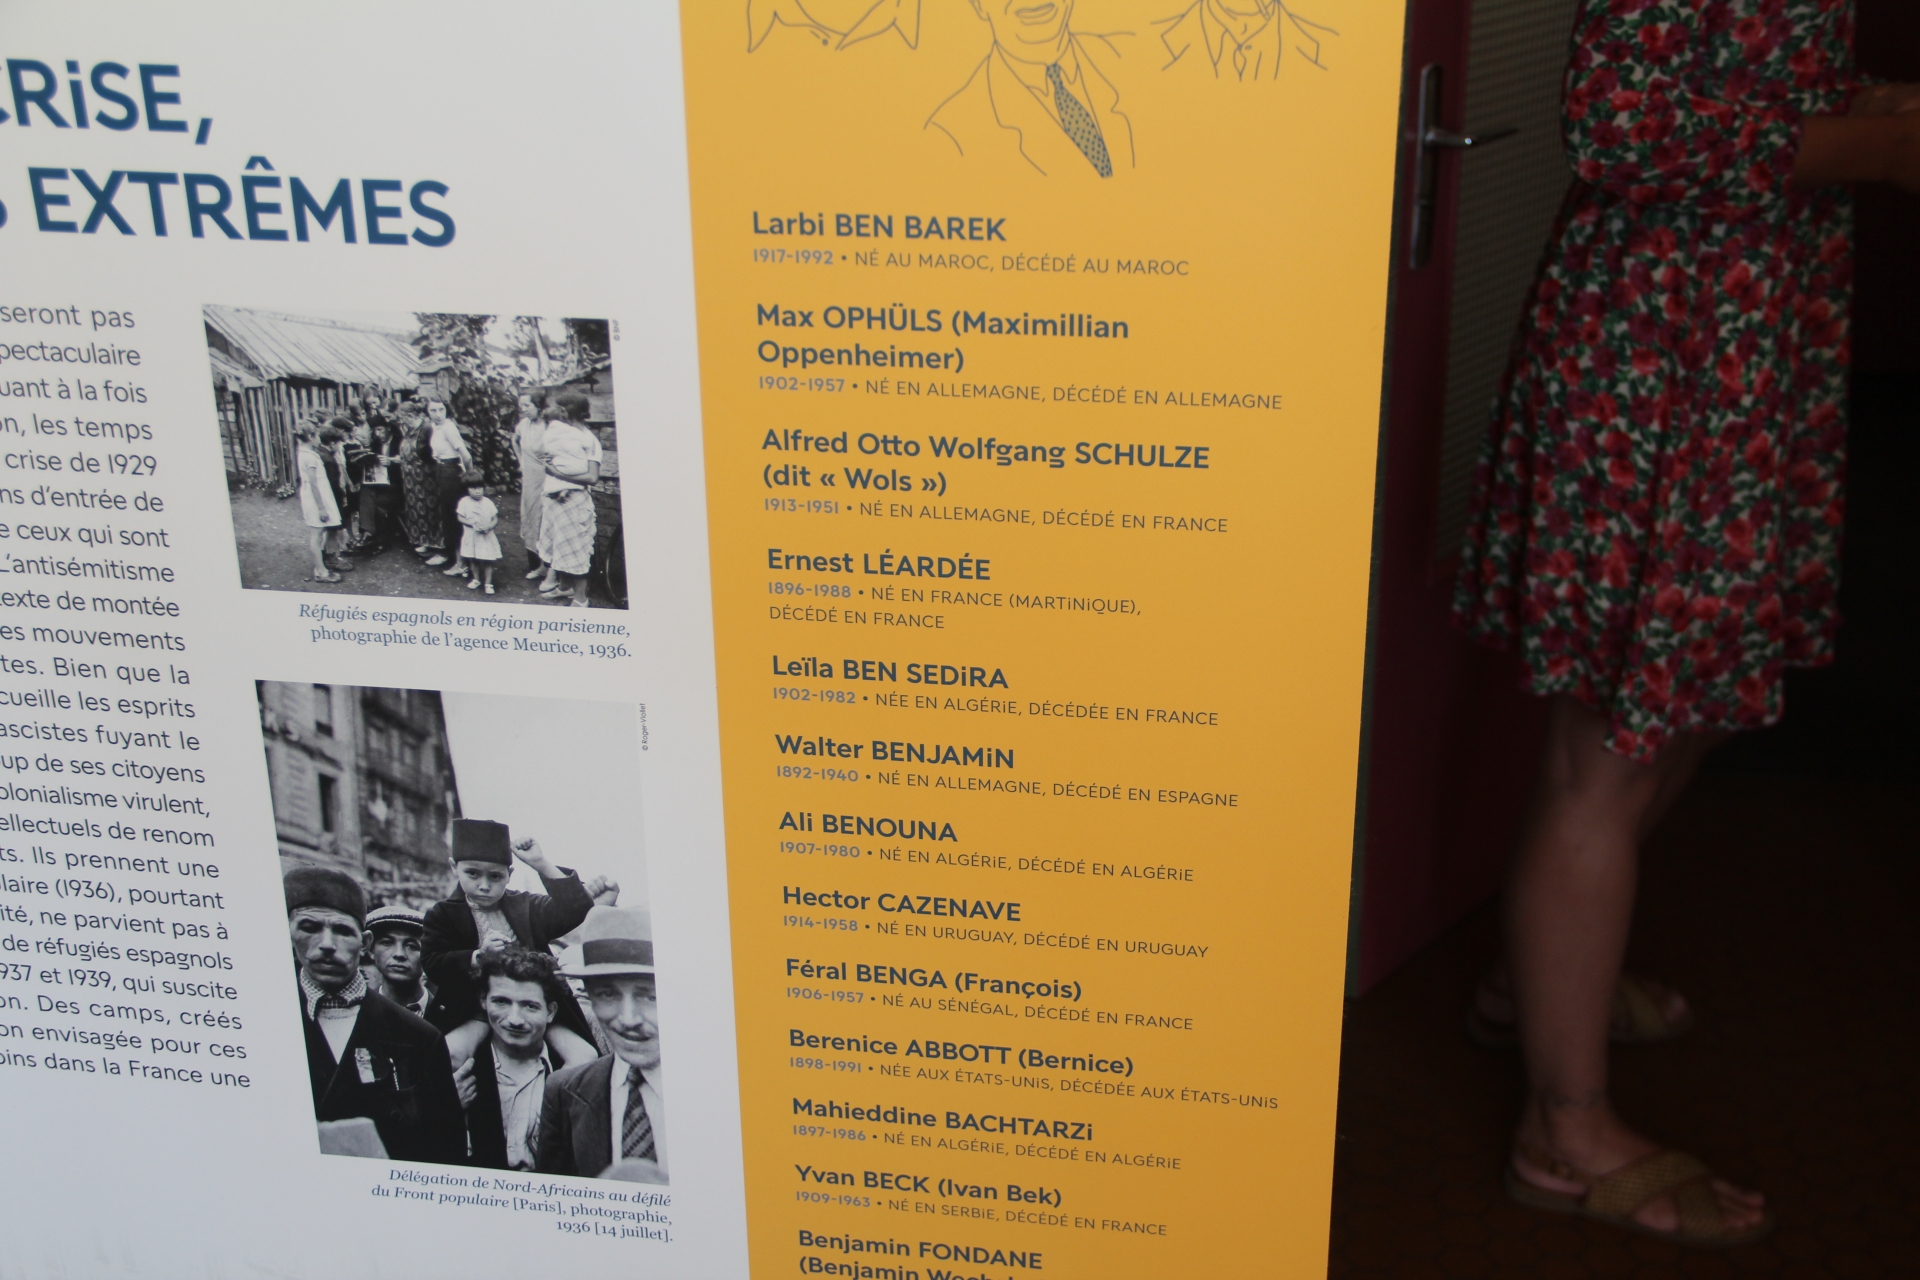 CRiSE,
EXTRÊMES
seront pas
pectaculaire
uant à la fois
on, les temps
crise de 1929
ns d'entrée de
e ceux qui sont
L'antisémitisme
texte de montée
es mouvements
tes. Bien que la
cueille les esprits
ascistes fuyant le
up de ses citoyens
olonialisme virulent,
ellectuels de renom
ts. Ils prennent une
laire (1936), pourtant
ité, ne parvient pas à
de réfugiés espagnols
937 et 1939, qui suscite
on. Des camps, créés
on envisagée pour ces
oins dans la France une
© BNF
Réfugiés espagnols en région parisienne,
photographie de l'agence Meurice, 1936.
© Roger-Viollet
Délégation de Nord-Africains au défilé
du Front populaire [Paris], photographie,
1936 [14 juillet].
Larbi BEN BAREK
1917-1992 • NÉ AU MAROC, DÉCÉDÉ AU MAROC
Max OPHÜLS (Maximillian
Oppenheimer)
1902-1957 • NÉ EN ALLEMAGNE, DÉCÉDÉ EN ALLEMAGNE
Alfred Otto Wolfgang SCHULZE
(dit « Wols »)
1913-1951 • NÉ EN ALLEMAGNE, DÉCÉDÉ EN FRANCE
Ernest LÉARDÉE
1896-1988 • NÉ EN FRANCE (MARTiNiQUE),
DÉCÉDÉ EN FRANCE
Leïla BEN SEDiRA
1902-1982 • NÉE EN ALGÉRiE, DÉCÉDÉE EN FRANCE
Walter BENJAMiN
1892-1940 • NÉ EN ALLEMAGNE, DÉCÉDÉ EN ESPAGNE
Ali BENOUNA
1907-1980 • NÉ EN ALGÉRiE, DÉCÉDÉ EN ALGÉRiE
Hector CAZENAVE
1914-1958 • NÉ EN URUGUAY, DÉCÉDÉ EN URUGUAY
Féral BENGA (François)
1906-1957 • NÉ AU SÉNÉGAL, DÉCÉDÉ EN FRANCE
Berenice ABBOTT (Bernice)
1898-1991 • NÉE AUX ÉTATS-UNiS, DÉCÉDÉE AUX ÉTATS-UNiS
Mahieddine BACHTARZi
1897-1986 • NÉ EN ALGÉRiE, DÉCÉDÉ EN ALGÉRiE
Yvan BECK (Ivan Bek)
1909-1963 • NÉ EN SERBiE, DÉCÉDÉ EN FRANCE
Benjamin FONDANE
(Benjamin